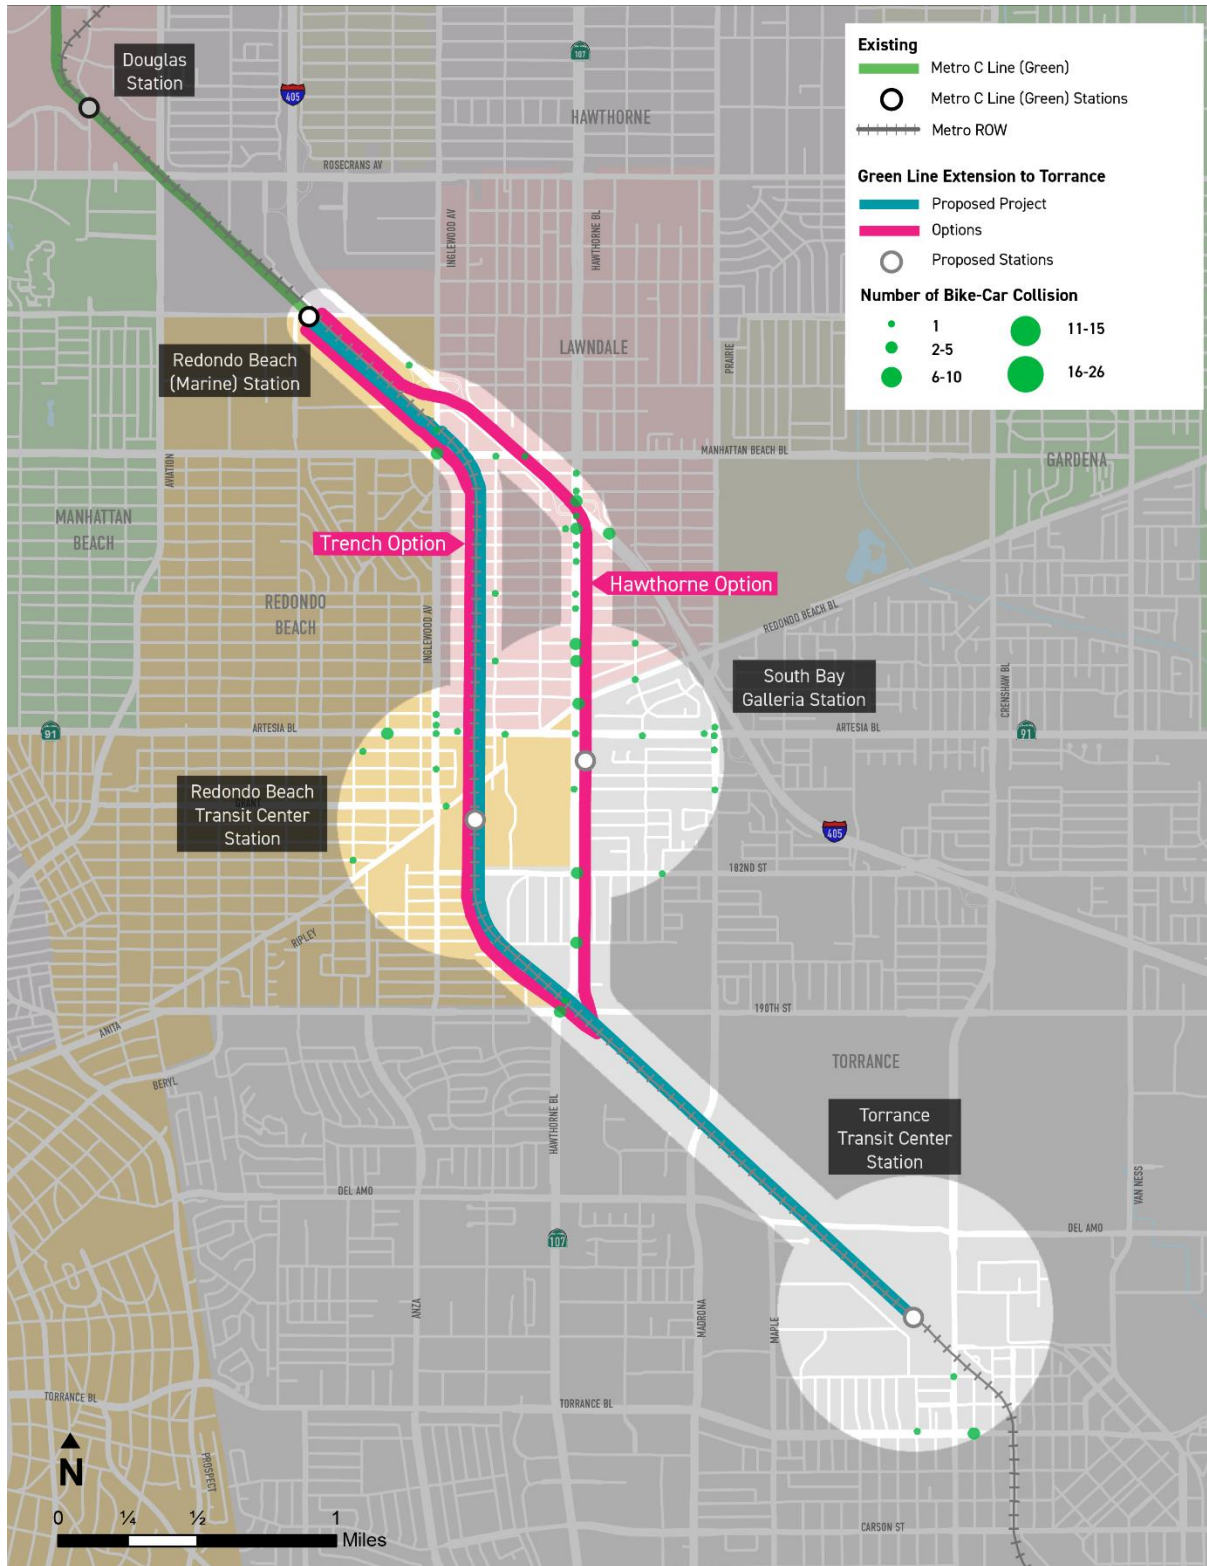 Douglas
Station
405
107
HAWTHORNE
ROSECRANS AV
INGLEWOOD AV
HAWTHORNE BL
Existing
Metro C Line (Green)
Metro C Line (Green) Stations
Metro ROW
Green Line Extension to Torrance
Proposed Project
Options
Proposed Stations
Number of Bike-Car Collision
1
2-5
6-10
11-15
16-26
Redondo Beach
(Marine) Station
LAWNDALE
PRAIRIE
MANHATTAN BEACH BL
GARDENA
AVIATION
MANHATTAN
BEACH
Trench Option
Hawthorne Option
REDONDO
BEACH
INGLEWOOD AV
REDONDO BEACH BL
South Bay
Galleria Station
CRENSHAW BL
91
ARTESIA BL
ARTESIA BL
91
Redondo Beach
Transit Center
Station
GRANT
405
182ND ST
RIPLEY
190TH ST
ANITA
BERYL
TORRANCE
HAWTHORNE BL
Torrance
Transit Center
Station
DEL AMO
VAN NESS
DEL AMO
107
ANZA
MADRONA
MAPLE
TORRANCE BL
TORRANCE BL
PROSPECT
N
0 ¼ ½ 1
Miles
CARSON ST